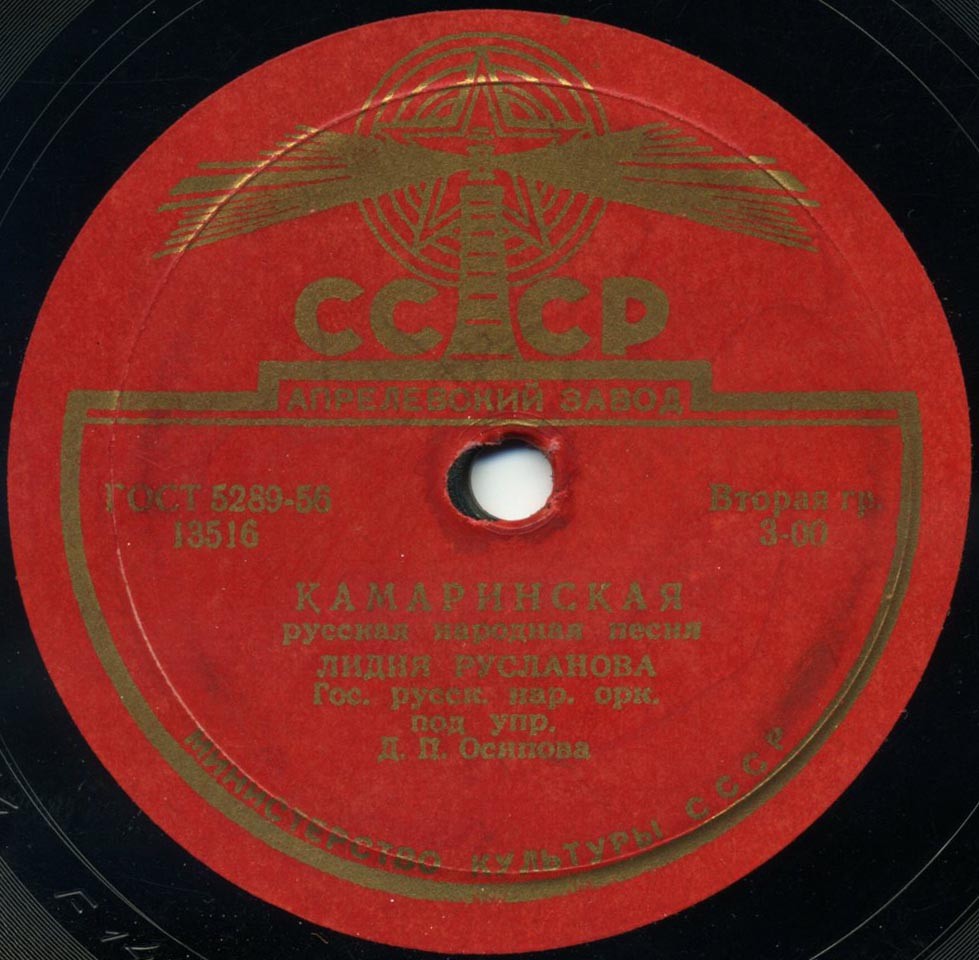 СССР
АПРЕЛЕВСКИЙ ЗАВОД
ГОСТ 5289-56
13516
Вторая гр.
3-00
КАМАРИНСКАЯ
русская народная песня
ЛИДИЯ РУСЛАНОВА
Гос. русск. нар. орк.
под упр.
Д. П. Осипова
МИНИСТЕРСТВО КУЛЬТУРЫ СССР